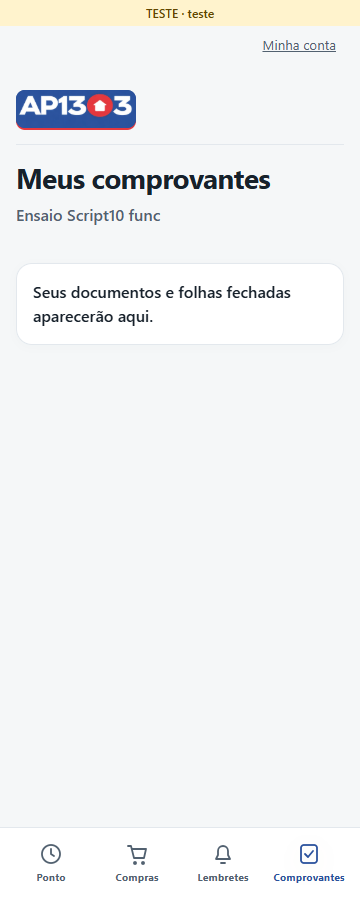 TESTE · teste
Minha conta
AP1303
Meus comprovantes
Ensaio Script10 func
Seus documentos e folhas fechadas
aparecerão aqui.
Ponto
Compras
Lembretes
Comprovantes